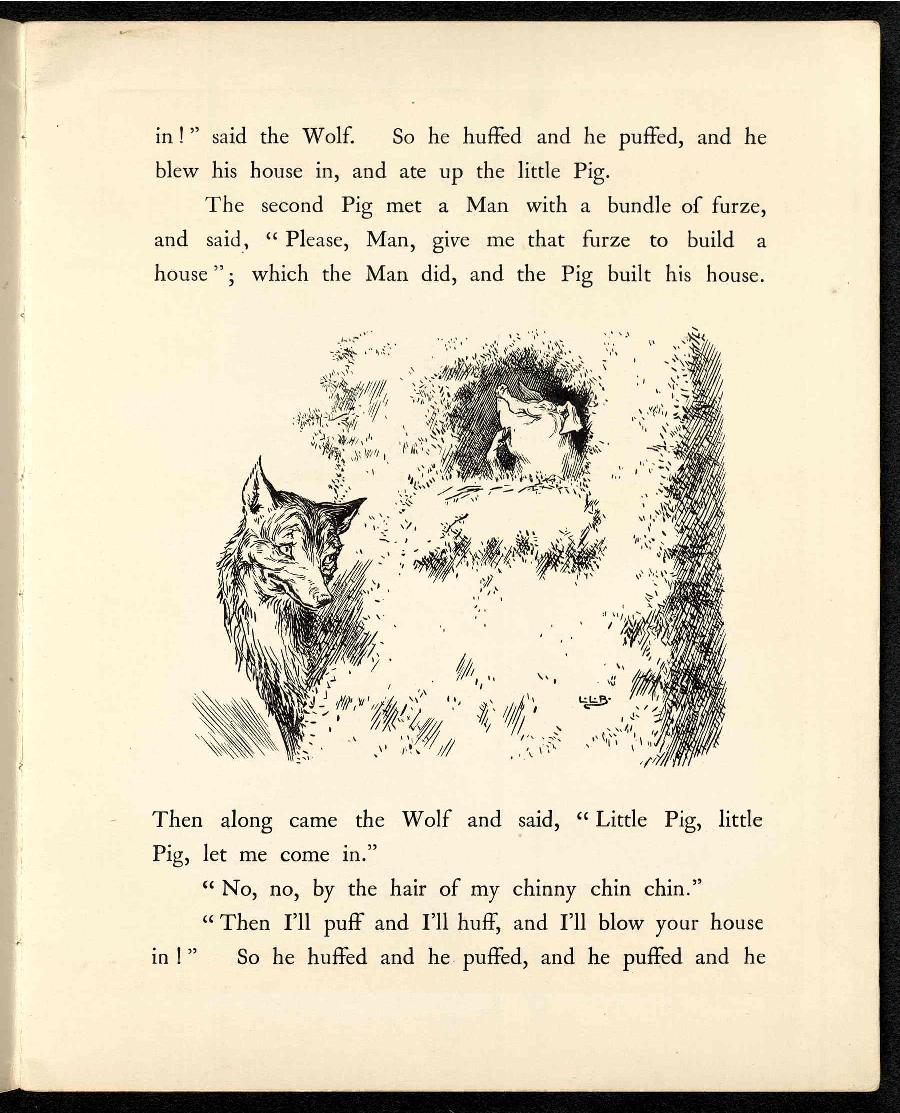 in!” said the Wolf. So he huffed and he puffed, and he
blew his house in, and ate up the little Pig.
The second Pig met a Man with a bundle of furze,
and said, “Please, Man, give me that furze to build a
house”; which the Man did, and the Pig built his house.
L.L.B.
Then along came the Wolf and said, “Little Pig, little
Pig, let me come in.”
“No, no, by the hair of my chinny chin chin.”
“Then I’ll puff and I’ll huff, and I’ll blow your house
in!” So he huffed and he puffed, and he puffed and he